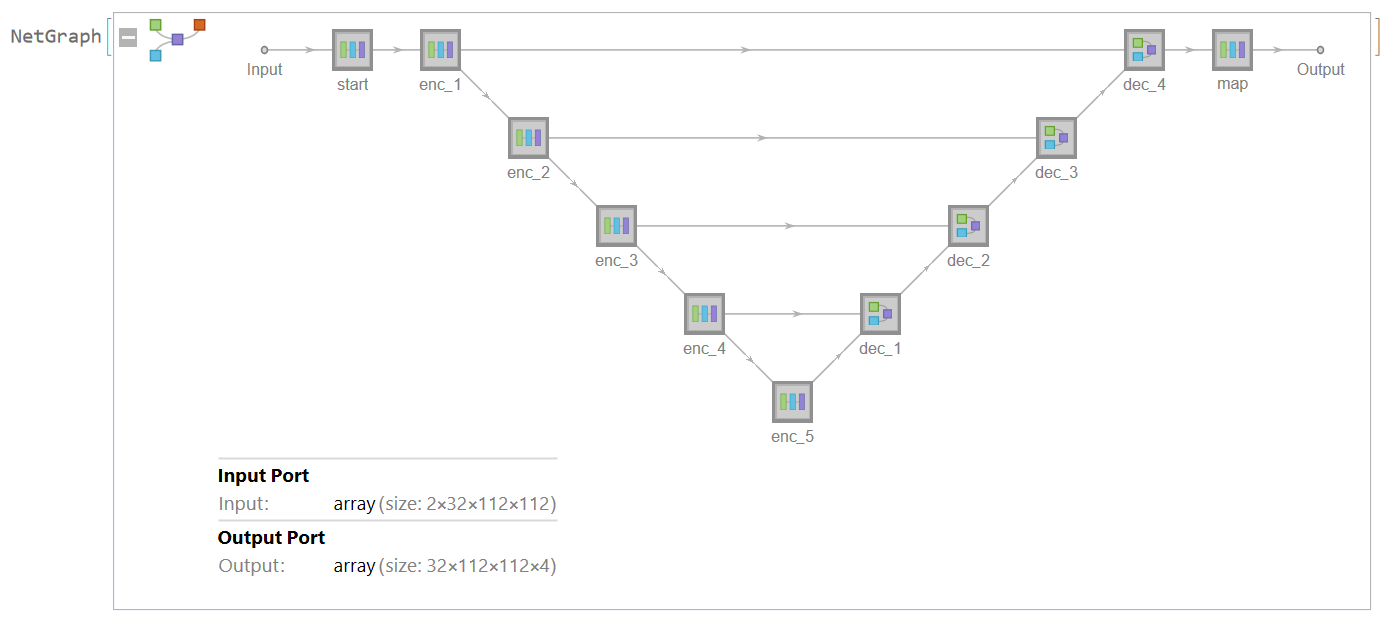 NetGraph
Input
start
enc_1
dec_4
map
Output
enc_2
dec_3
enc_3
dec_2
enc_4
dec_1
enc_5
Input Port
Input: array (size: 2×32×112×112)
Output Port
Output: array (size: 32×112×112×4)